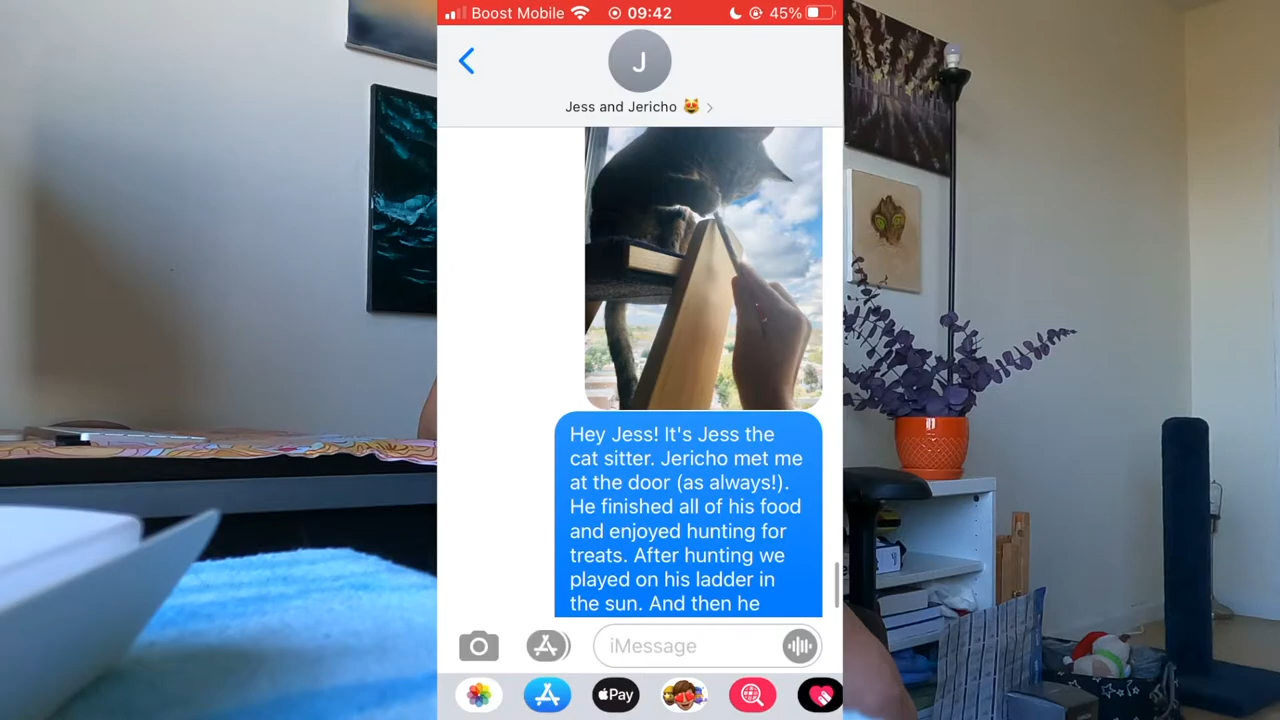 Boost Mobile 09:42 45%
J
Jess and Jericho
Hey Jess! It's Jess the
cat sitter. Jericho met me
at the door (as always!).
He finished all of his food
and enjoyed hunting for
treats. After hunting we
played on his ladder in
the sun. And then he
iMessage
Pay